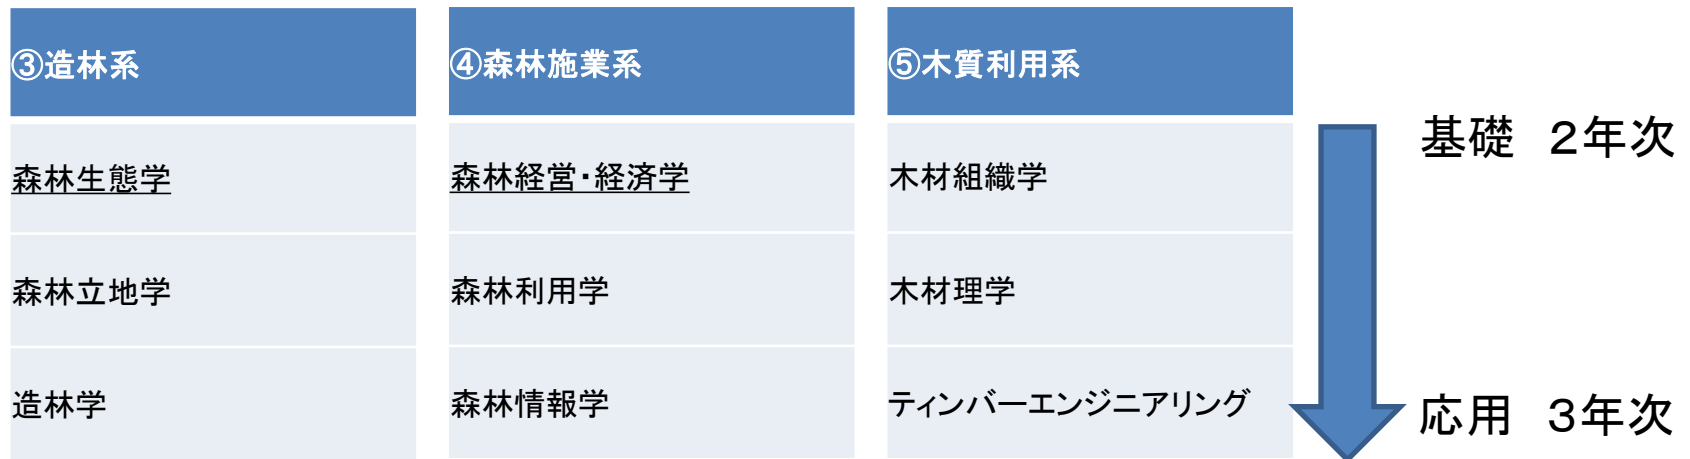 ③造林系
④森林施業系
⑤木質利用系
森林生態学
森林経営・経済学
木材組織学
基礎　２年次
森林立地学
森林利用学
木材理学
造林学
森林情報学
ティンバーエンジニアリング
応用　３年次